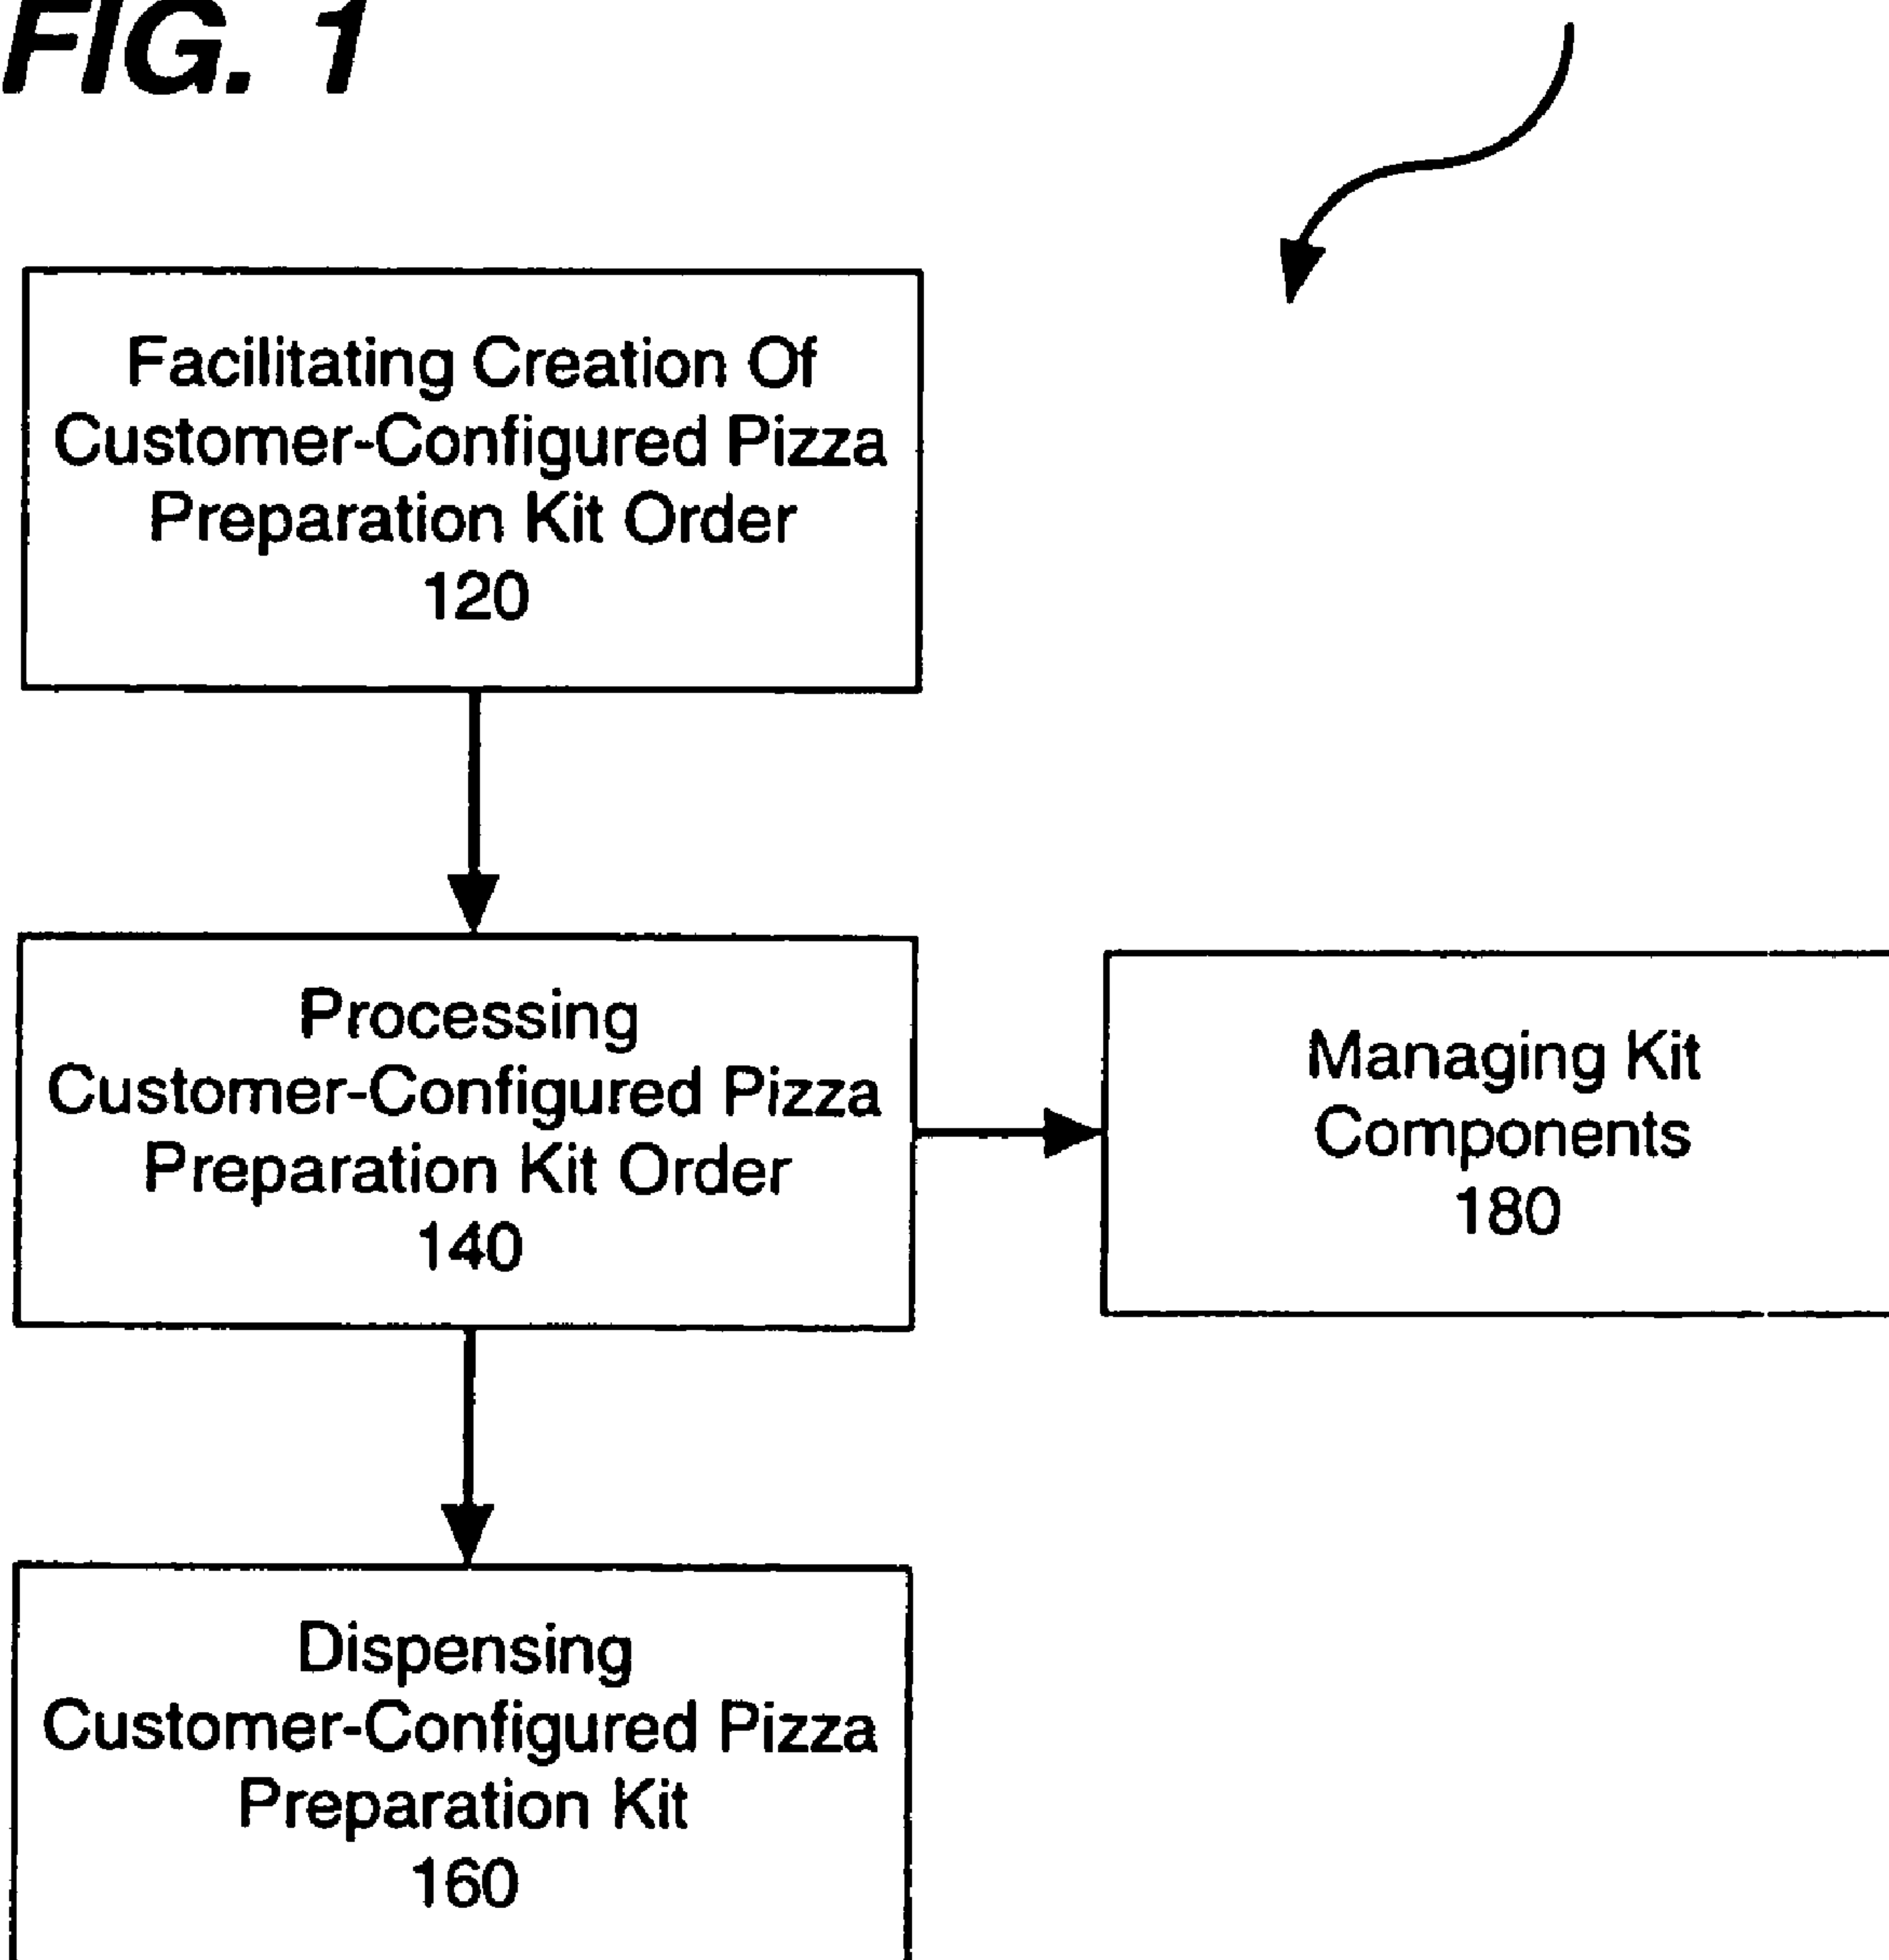 FIG. 1
Facilitating Creation Of
Customer-Configured Pizza
Preparation Kit Order
120
Processing
Customer-Configured Pizza
Preparation Kit Order
140
Managing Kit
Components
180
Dispensing
Customer-Configured Pizza
Preparation Kit
160